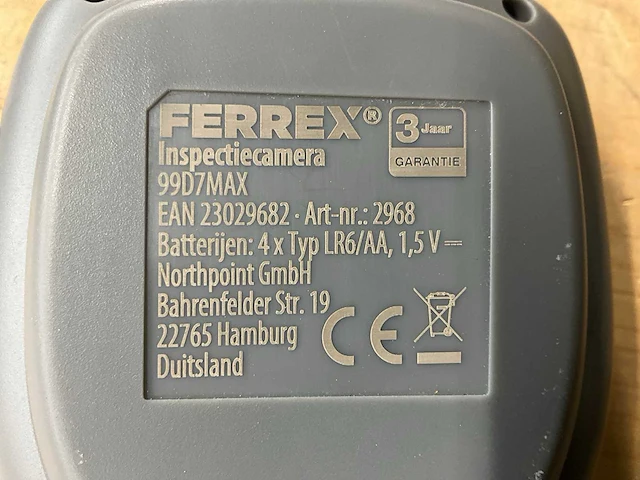 FERREX®
3 Jaar
GARANTIE
Inspectiecamera
99D7MAX
EAN 23029682 · Art-nr.: 2968
Batterijen: 4 x Typ LR6/AA, 1,5 V ⎓
Northpoint GmbH
Bahrenfelder Str. 19
22765 Hamburg
Duitsland
CE